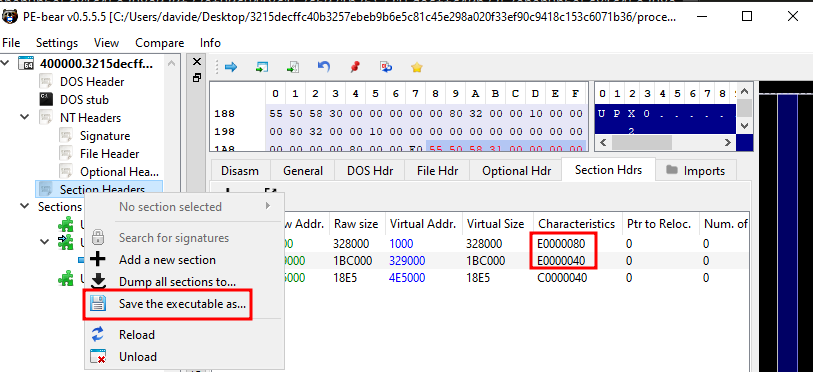 PE-bear v0.5.5.5 [C:/Users/davide/Desktop/3215decffc40b3257ebeb9b6e5c81c45e298a020f33ef90c9418c153c6071b36/proce...
File Settings View Compare Info
400000.3215decff...
DOS Header
DOS stub
NT Headers
Signature
File Header
Optional Hea...
Section Headers
Sections
0 1 2 3 4 5 6 7 8 9 A B C D E F
188 55 50 58 30 00 00 00 00 00 80 32 00 00 10 00 00
198 00 80 32 00 00 10 00 00 00 00 00 00 00 00 00 00
1A8 00 00 00 00 80 00 00 E0 55 50 58 31 00 00 00 00
0 1 2 3 4 5 6 7 8 9
U P X 0 . . . . . .
2
Disasm General DOS Hdr File Hdr Optional Hdr Section Hdrs Imports
w Addr. Raw size Virtual Addr. Virtual Size Characteristics Ptr to Reloc. Num. of
328000 1000 328000 E0000080 0 0
1BC000 329000 1BC000 E0000040 0 0
18E5 4E5000 18E5 C0000040 0 0
No section selected
Search for signatures
Add a new section
Dump all sections to...
Save the executable as...
Reload
Unload